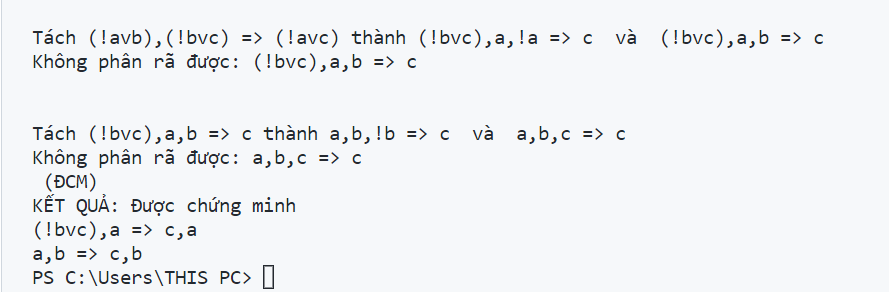 Tách (!avb),(!bvc) => (!avc) thành (!bvc),a,!a => c  và  (!bvc),a,b => c
Không phân rã được: (!bvc),a,b => c
Tách (!bvc),a,b => c thành a,b,!b => c  và  a,b,c => c
Không phân rã được: a,b,c => c
(ĐCM)
KẾT QUẢ: Được chứng minh
(!bvc),a => c,a
a,b => c,b
PS C:\Users\THIS PC>